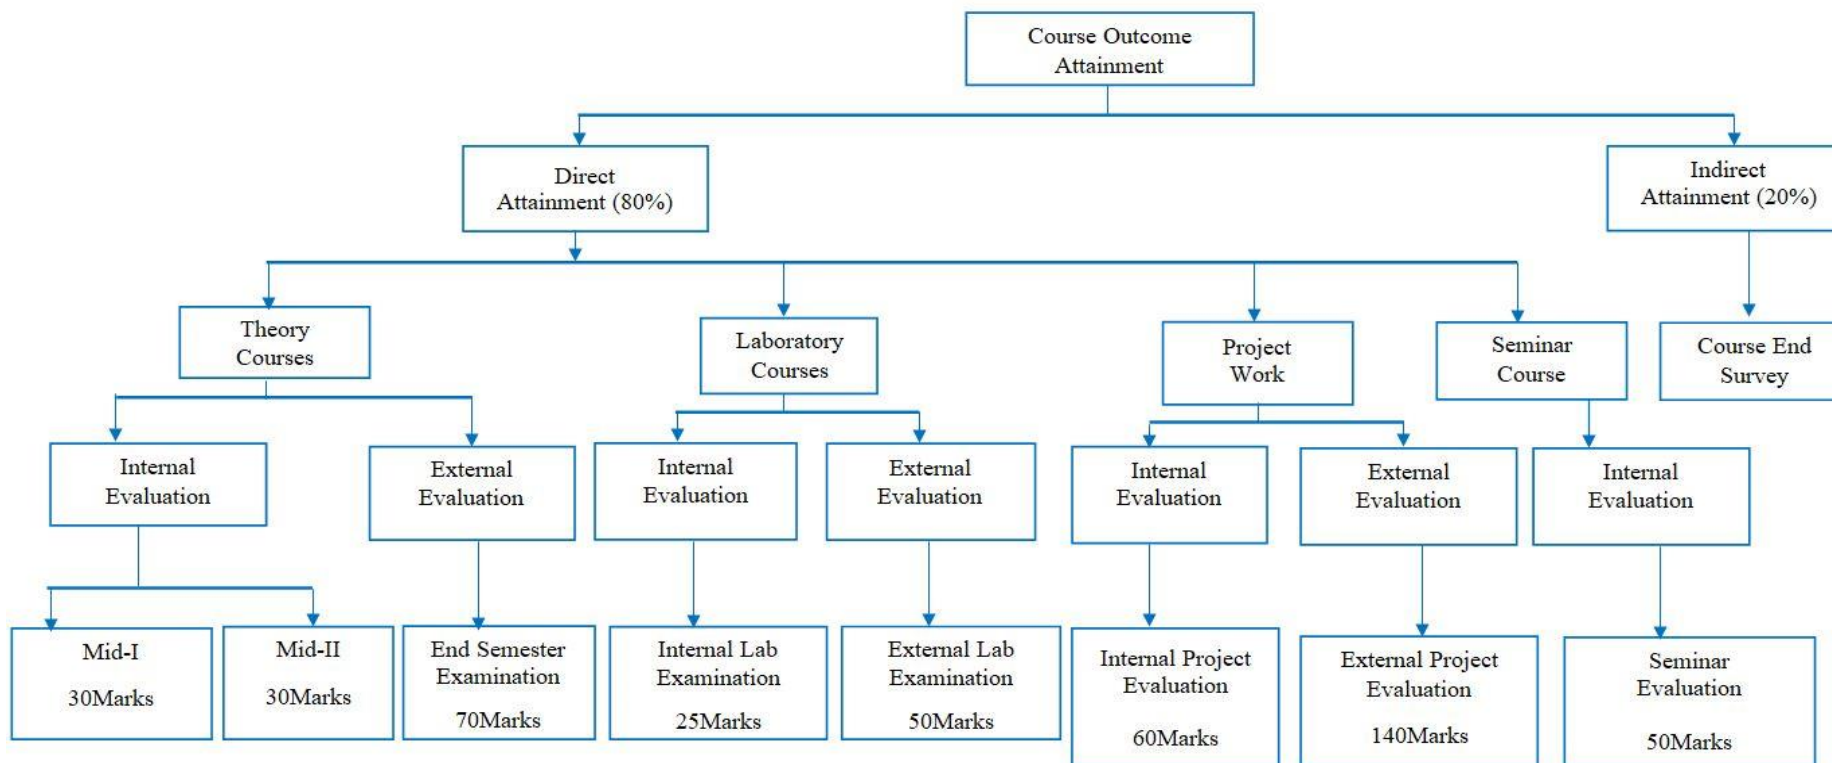 Course Outcome
Attainment
Direct
Attainment (80%)
Indirect
Attainment (20%)
Theory
Courses
Laboratory
Courses
Project
Work
Seminar
Course
Course End
Survey
Internal
Evaluation
External
Evaluation
Internal
Evaluation
External
Evaluation
Internal
Evaluation
External
Evaluation
Internal
Evaluation
Mid-I
30Marks
Mid-II
30Marks
End Semester
Examination
70Marks
Internal Lab
Examination
25Marks
External Lab
Examination
50Marks
Internal Project
Evaluation
60Marks
External Project
Evaluation
140Marks
Seminar
Evaluation
50Marks